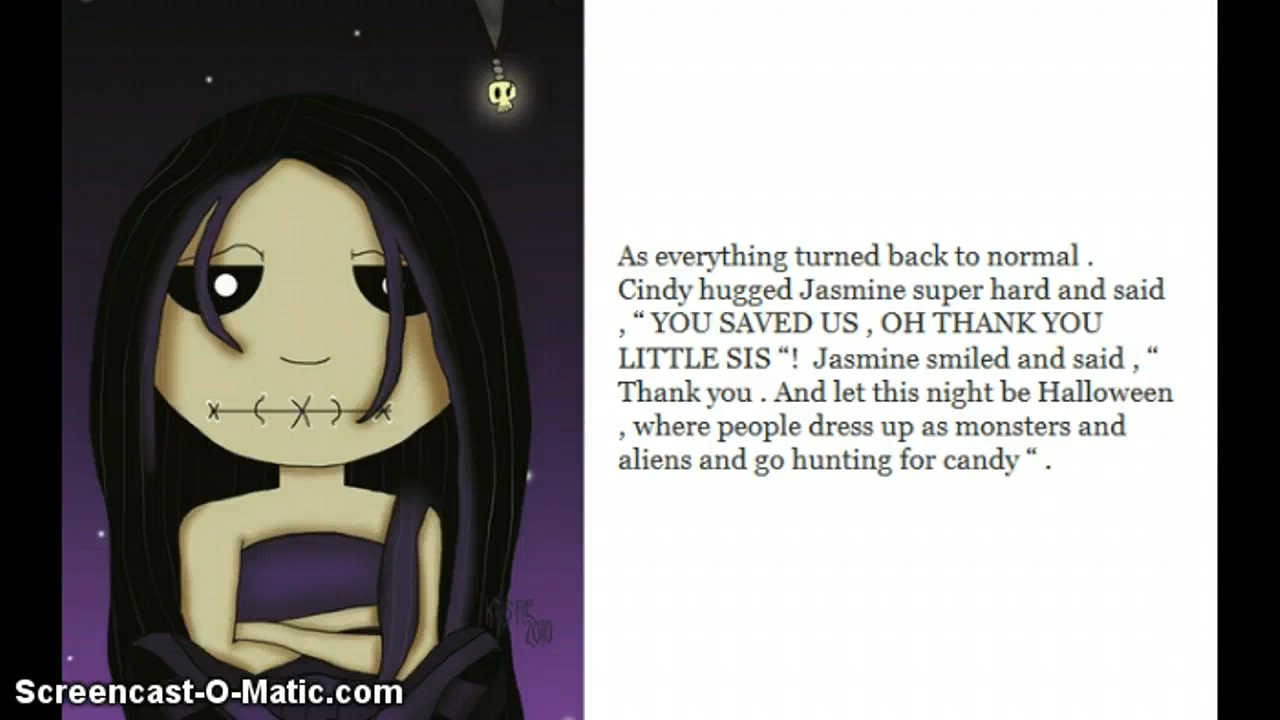 As everything turned back to normal .
Cindy hugged Jasmine super hard and said
, “ YOU SAVED US , OH THANK YOU
LITTLE SIS “!  Jasmine smiled and said , “
Thank you . And let this night be Halloween
, where people dress up as monsters and
aliens and go hunting for candy “ .
2010
Screencast-O-Matic.com